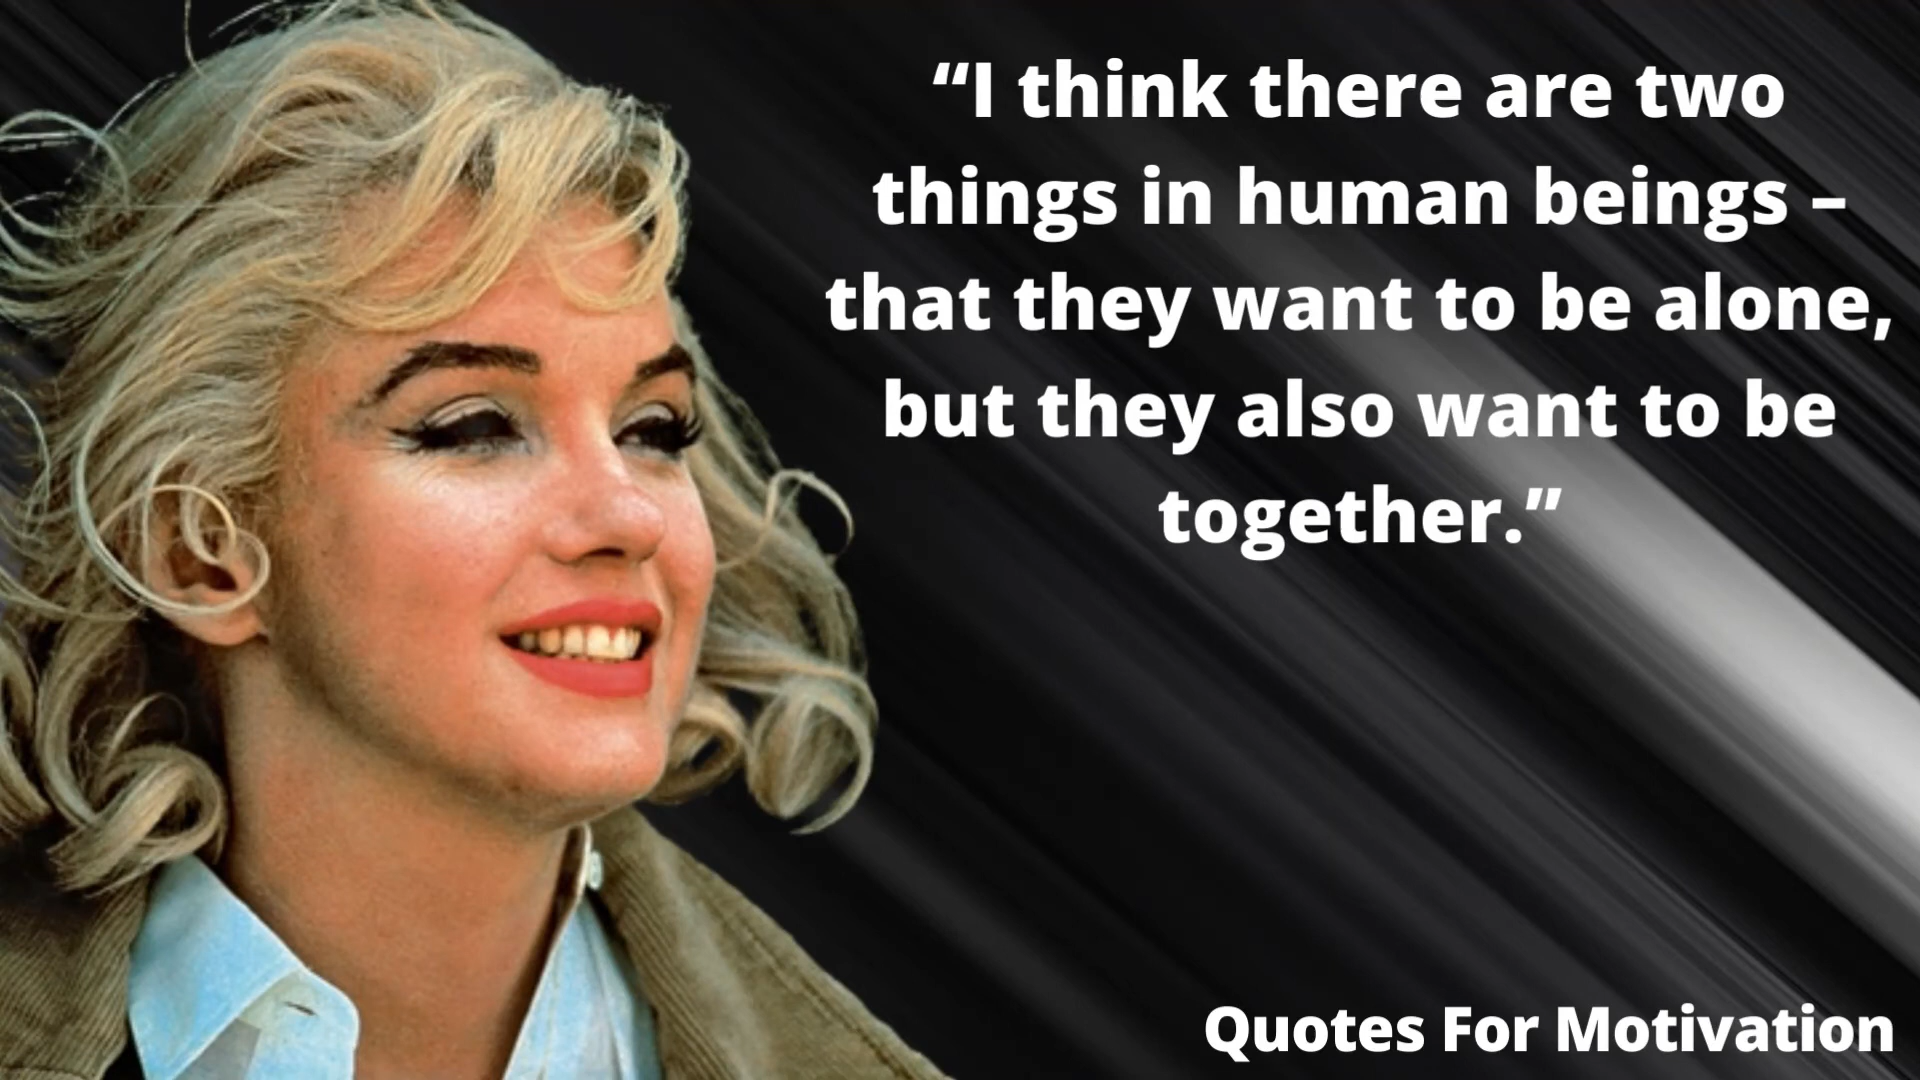 “I think there are two
things in human beings –
that they want to be alone,
but they also want to be
together.”
Quotes For Motivation